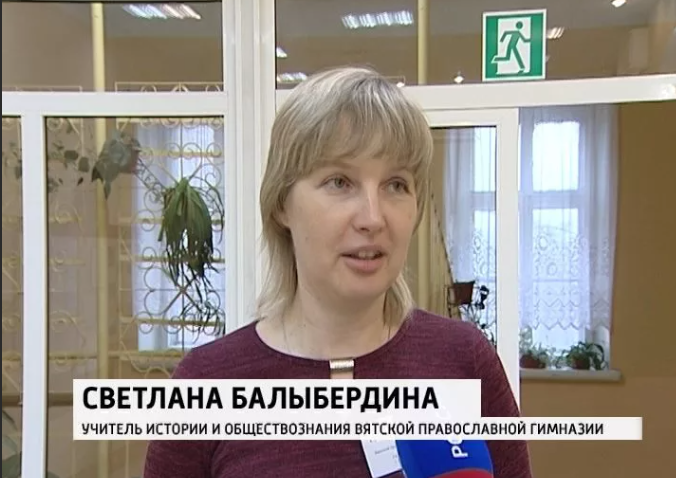 СВЕТЛАНА БАЛЫБЕРДИНА
УЧИТЕЛЬ ИСТОРИИ И ОБЩЕСТВОЗНАНИЯ ВЯТСКОЙ ПРАВОСЛАВНОЙ ГИМНАЗИИ